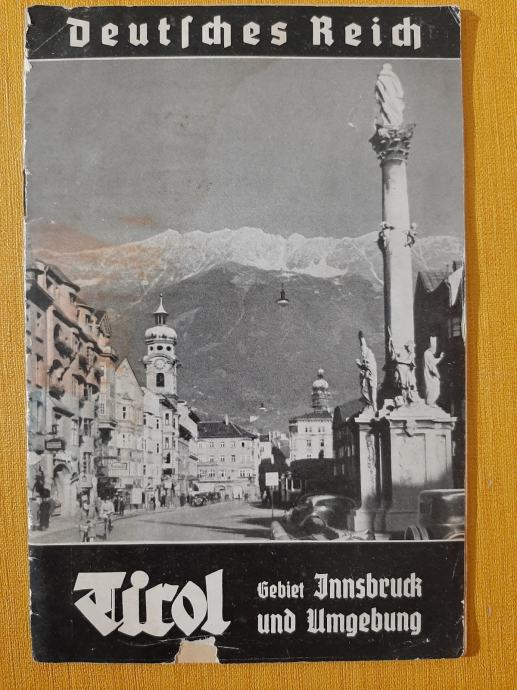 Deutſches Reich
Tirol
Gebiet Innsbruck
und Umgebung